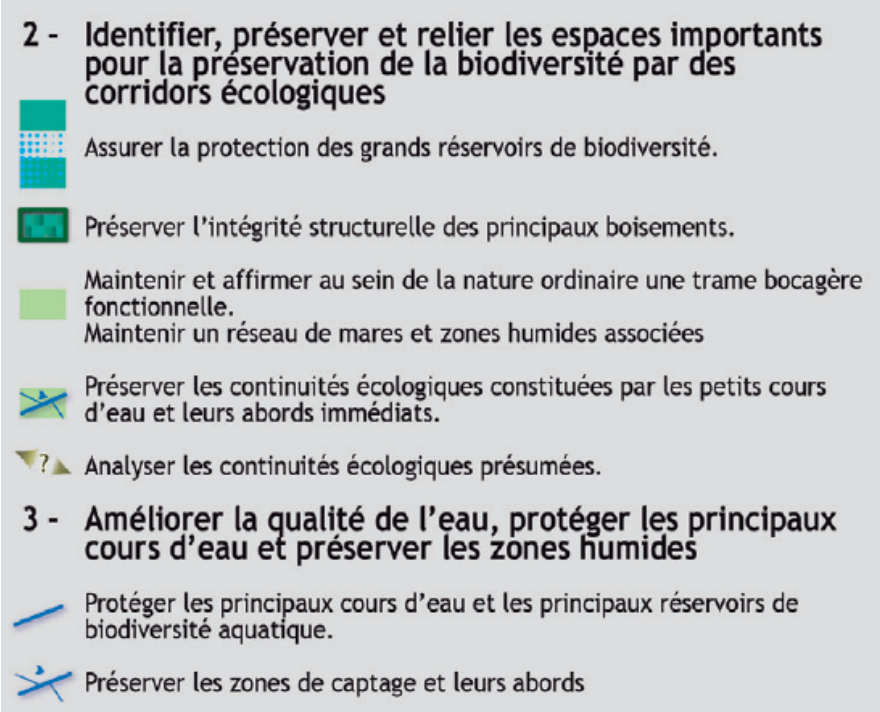 2 - Identifier, préserver et relier les espaces importants
pour la préservation de la biodiversité par des
corridors écologiques
Assurer la protection des grands réservoirs de biodiversité.
Préserver l'intégrité structurelle des principaux boisements.
Maintenir et affirmer au sein de la nature ordinaire une trame bocagère
fonctionnelle.
Maintenir un réseau de mares et zones humides associées
Préserver les continuités écologiques constituées par les petits cours
d'eau et leurs abords immédiats.
? Analyser les continuités écologiques présumées.
3 - Améliorer la qualité de l'eau, protéger les principaux
cours d'eau et préserver les zones humides
Protéger les principaux cours d'eau et les principaux réservoirs de
biodiversité aquatique.
Préserver les zones de captage et leurs abords